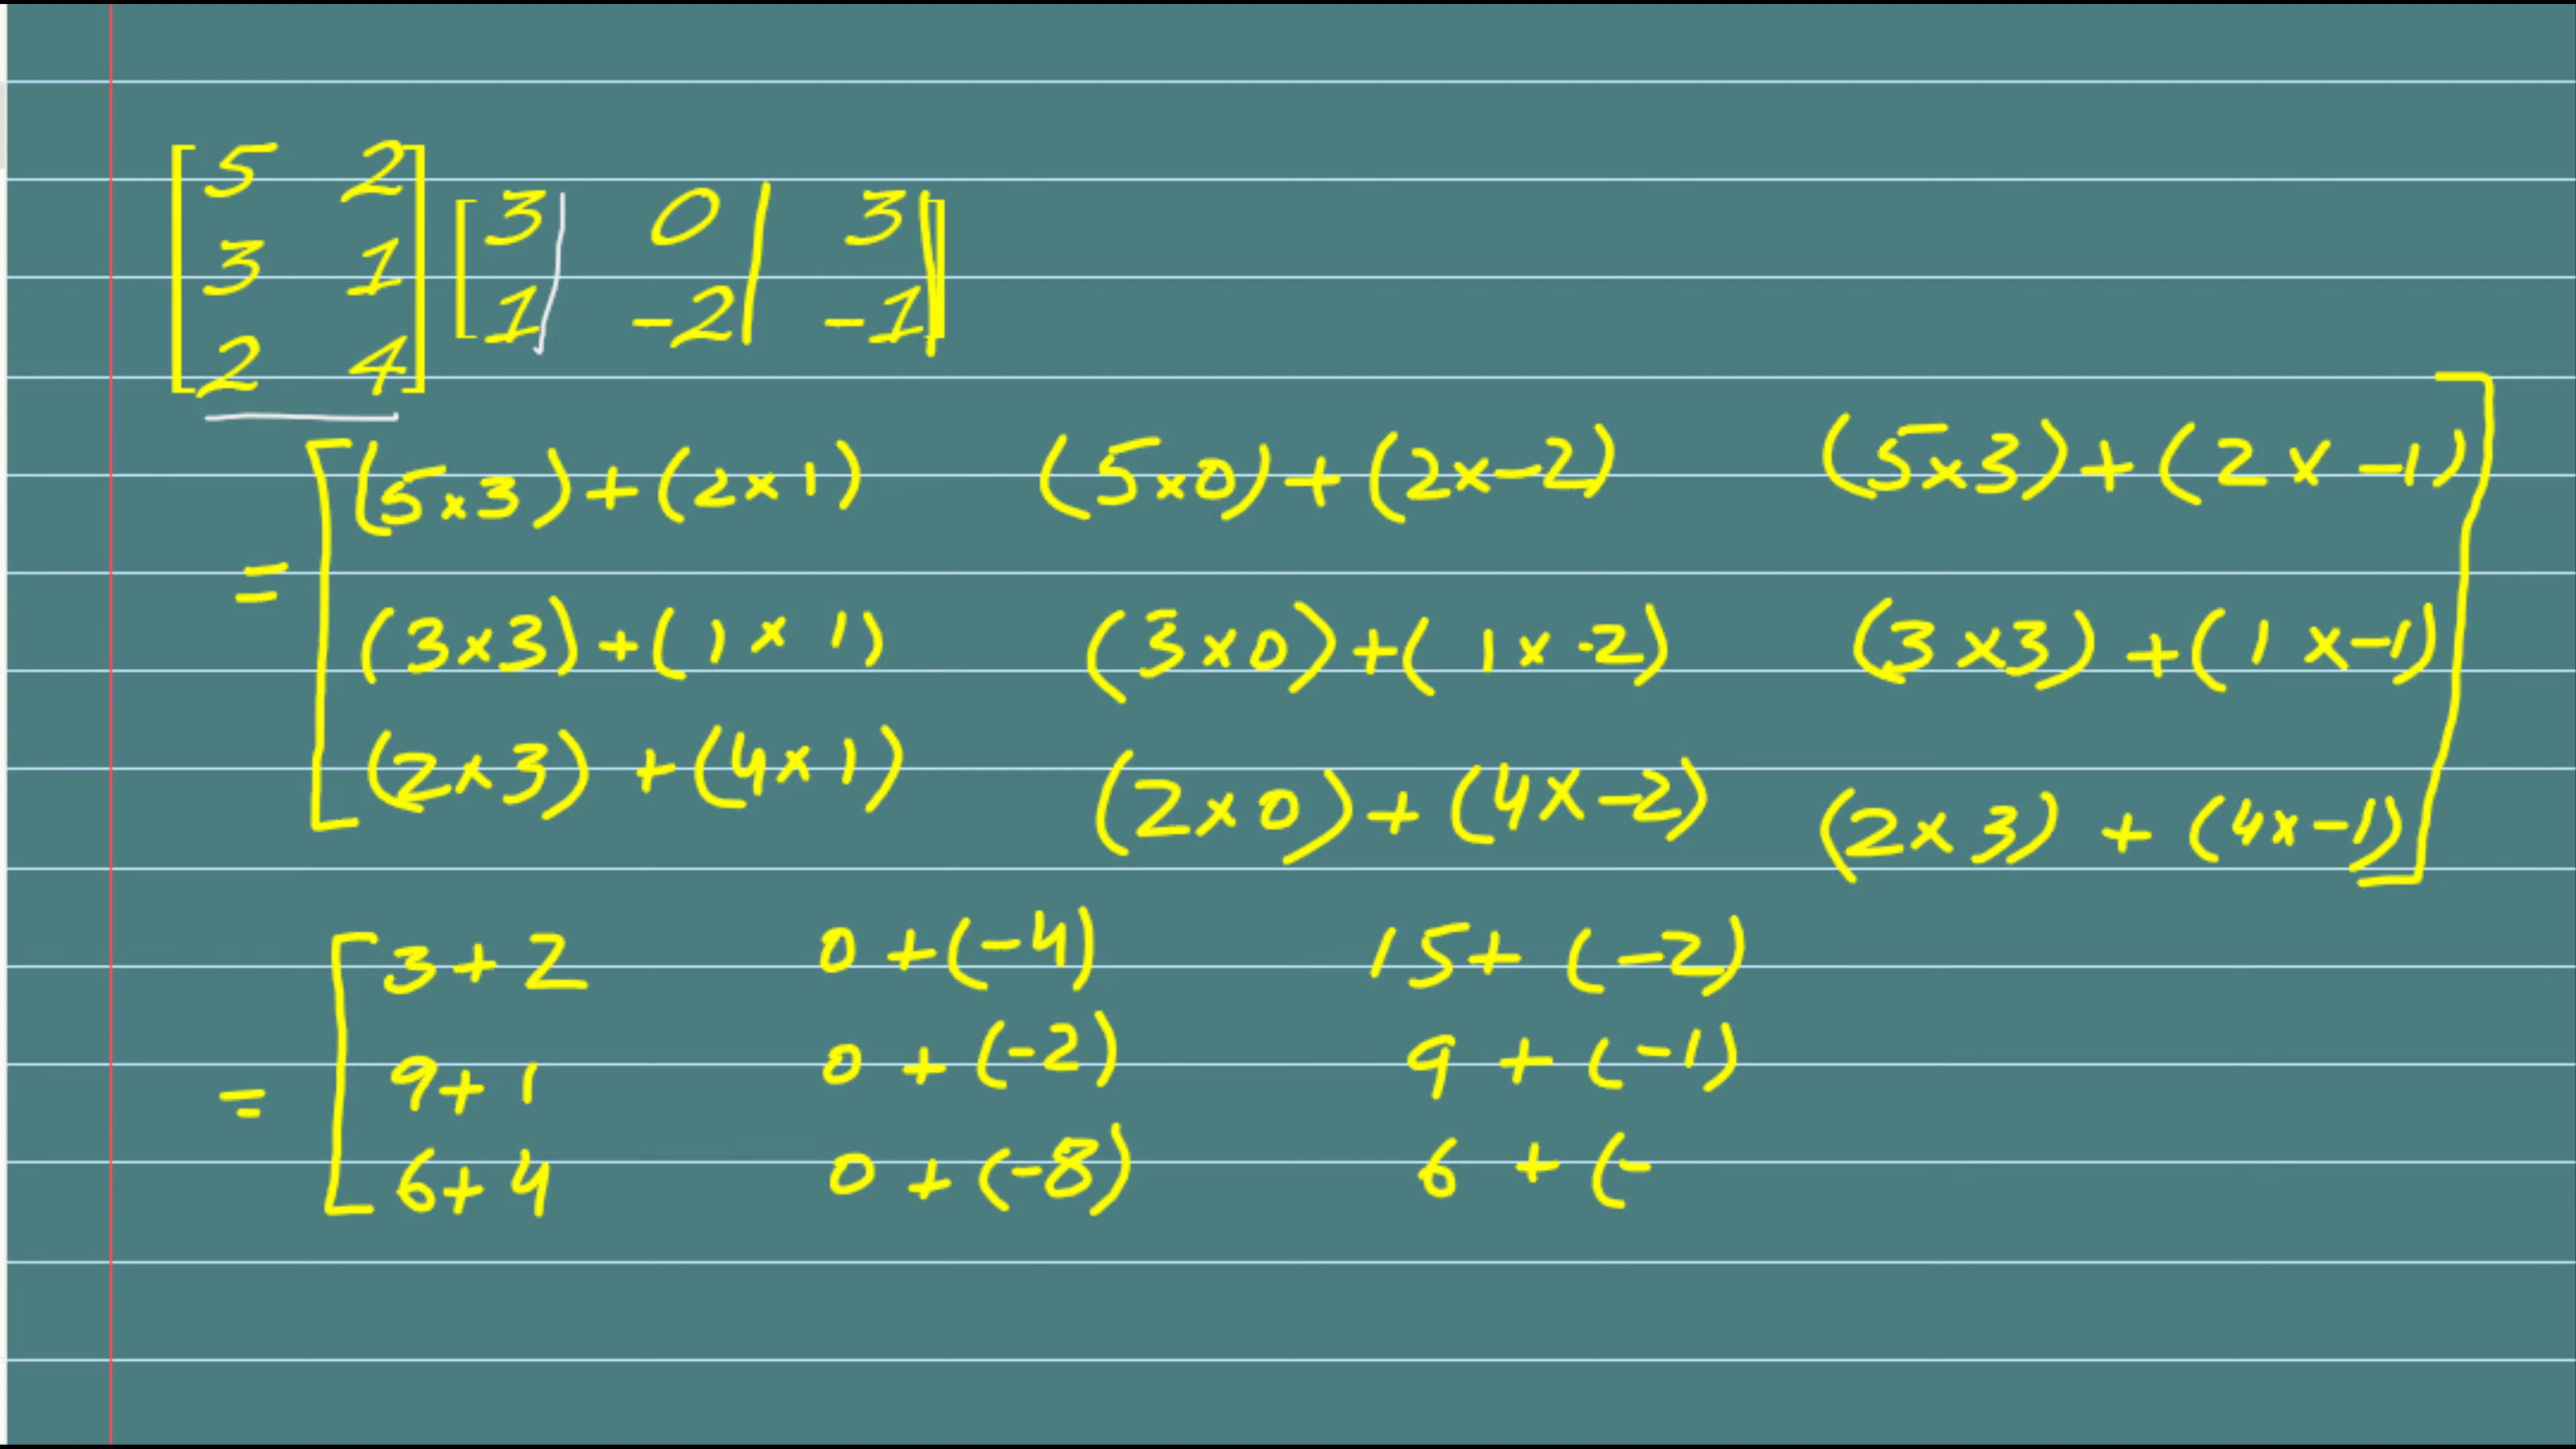 [5 2] [3 0 3]
[3 1] [1 -2 -1]
[2 4]
= [(5×3)+(2×1) (5×0)+(2×-2) (5×3)+(2×-1)]
(3×3)+(1×1) (3×0)+(1×-2) (3×3)+(1×-1)
(2×3)+(4×1) (2×0)+(4×-2) (2×3)+(4×-1)
= [3+2 0+(-4) 15+(-2)
9+1 0+(-2) 9+(-1)
6+4 0+(-8) 6+(-